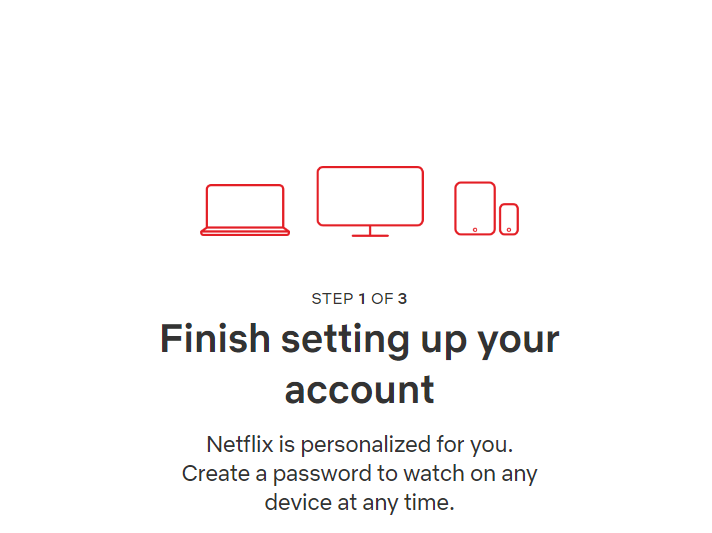 STEP 1 OF 3
Finish setting up your
account
Netflix is personalized for you.
Create a password to watch on any
device at any time.